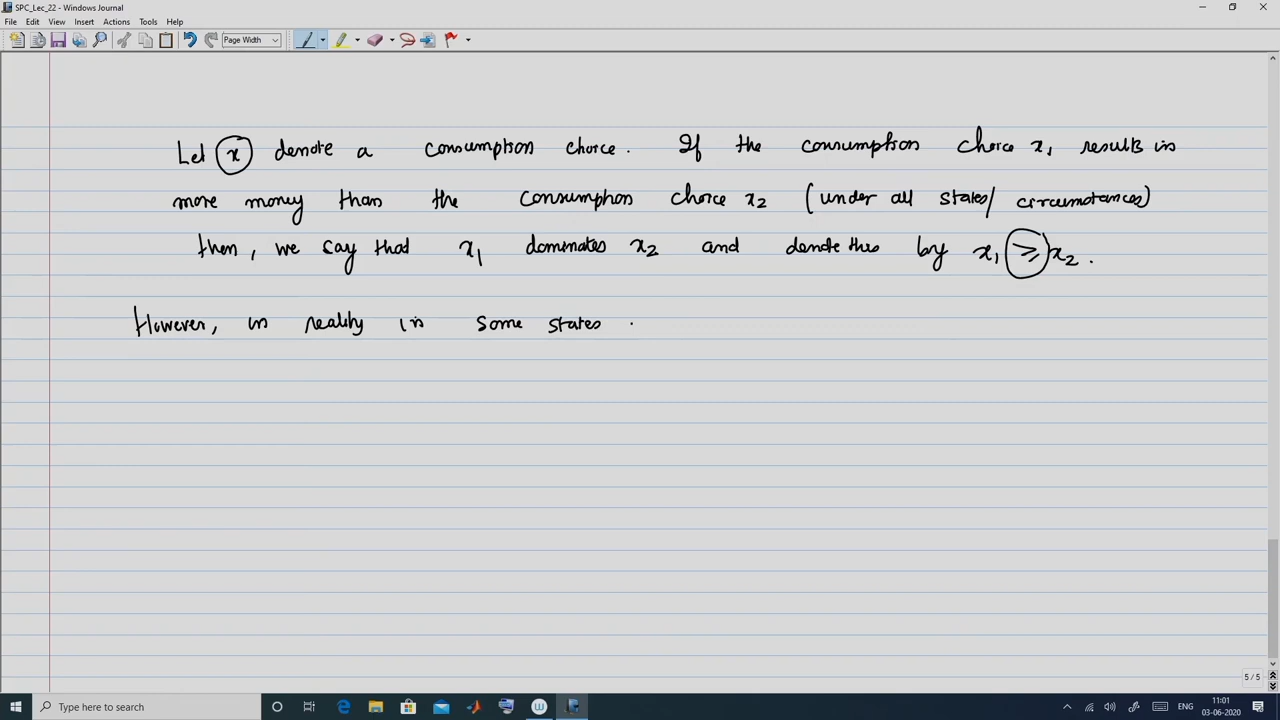 SPC_Lec_22 - Windows Journal
File Edit View Insert Actions Tools Help
Page Width
Let x denote a consumption choice. If the consumption choice x₁ results in
more money than the consumption choice x₂ (under all states/ circumstances)
then, we say that x₁ dominates x₂ and denote this by x₁ ≥ x₂.
However, in reality in some states
5/5
Type here to search
ENG
11:01
03-06-2020